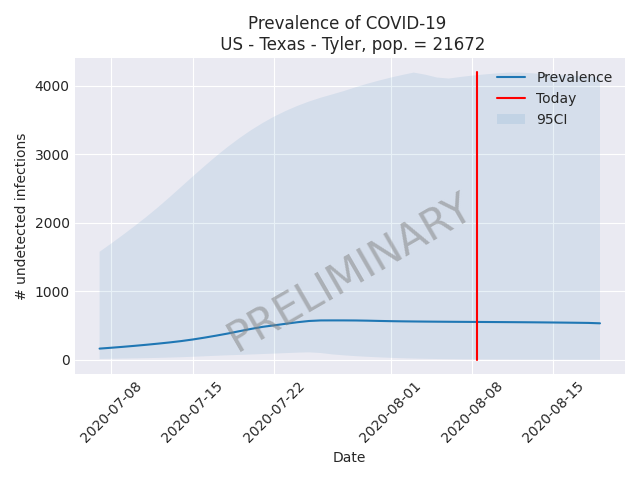 Prevalence of COVID-19
US - Texas - Tyler, pop. = 21672
4000
3000
2000
1000
0
# undetected infections
Prevalence
Today
95CI
PRELIMINARY
2020-07-08
2020-07-15
2020-07-22
2020-08-01
2020-08-08
2020-08-15
Date